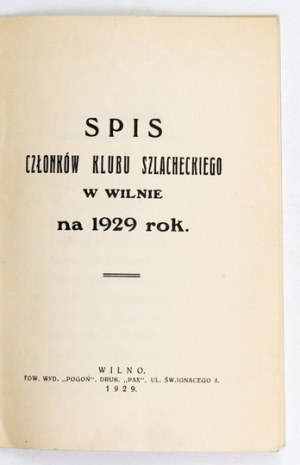 SPIS
CZŁONKÓW KLUBU SZLACHECKIEGO
W WILNIE
na 1929 rok.
WILNO.
TOW. WYD. „POGOŃ”, DRUK. „PAX”, UL. ŚW.IGNACEGO 5.
1929.